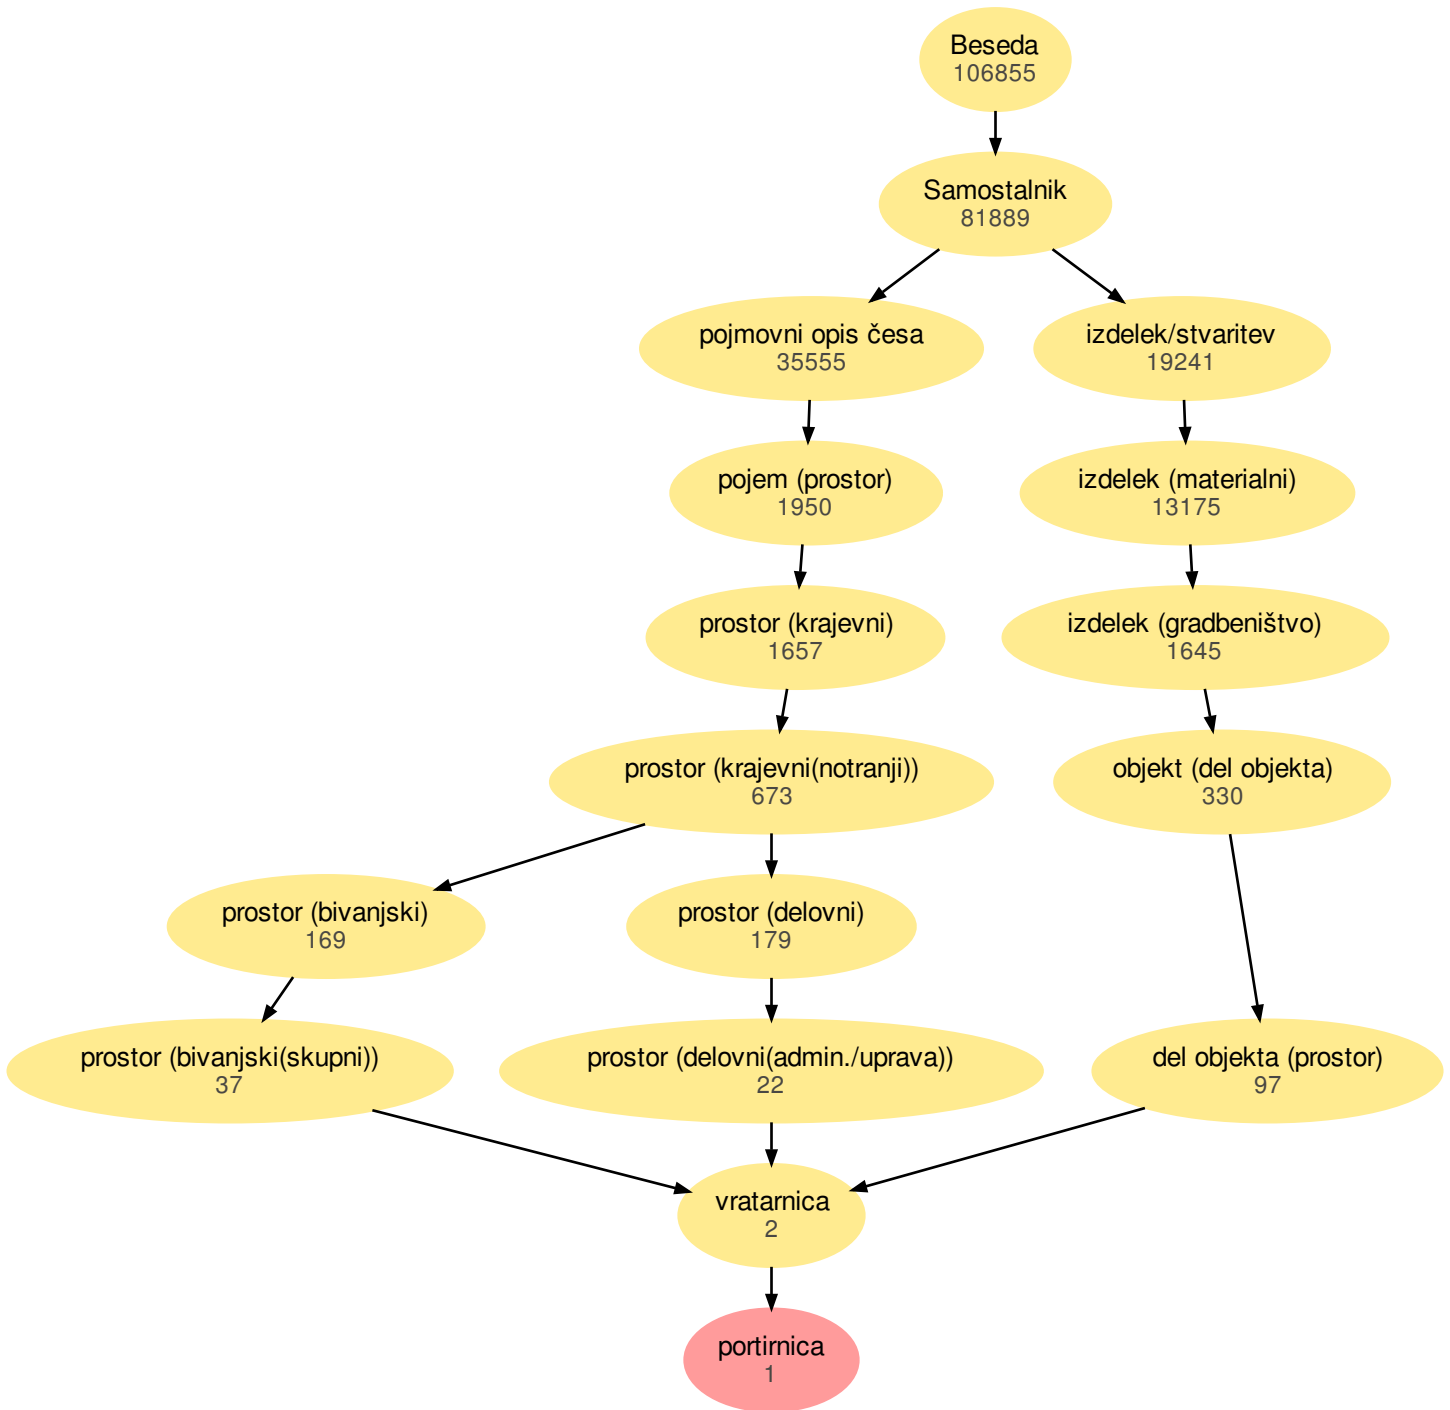 Beseda
106855
Samostalnik
81889
pojmovni opis česa
35555
izdelek/stvaritev
19241
pojem (prostor)
1950
izdelek (materialni)
13175
prostor (krajevni)
1657
izdelek (gradbeništvo)
1645
prostor (krajevni(notranji))
673
objekt (del objekta)
330
prostor (bivanjski)
169
prostor (delovni)
179
prostor (bivanjski(skupni))
37
prostor (delovni(admin./uprava))
22
del objekta (prostor)
97
vratarnica
2
portirnica
1